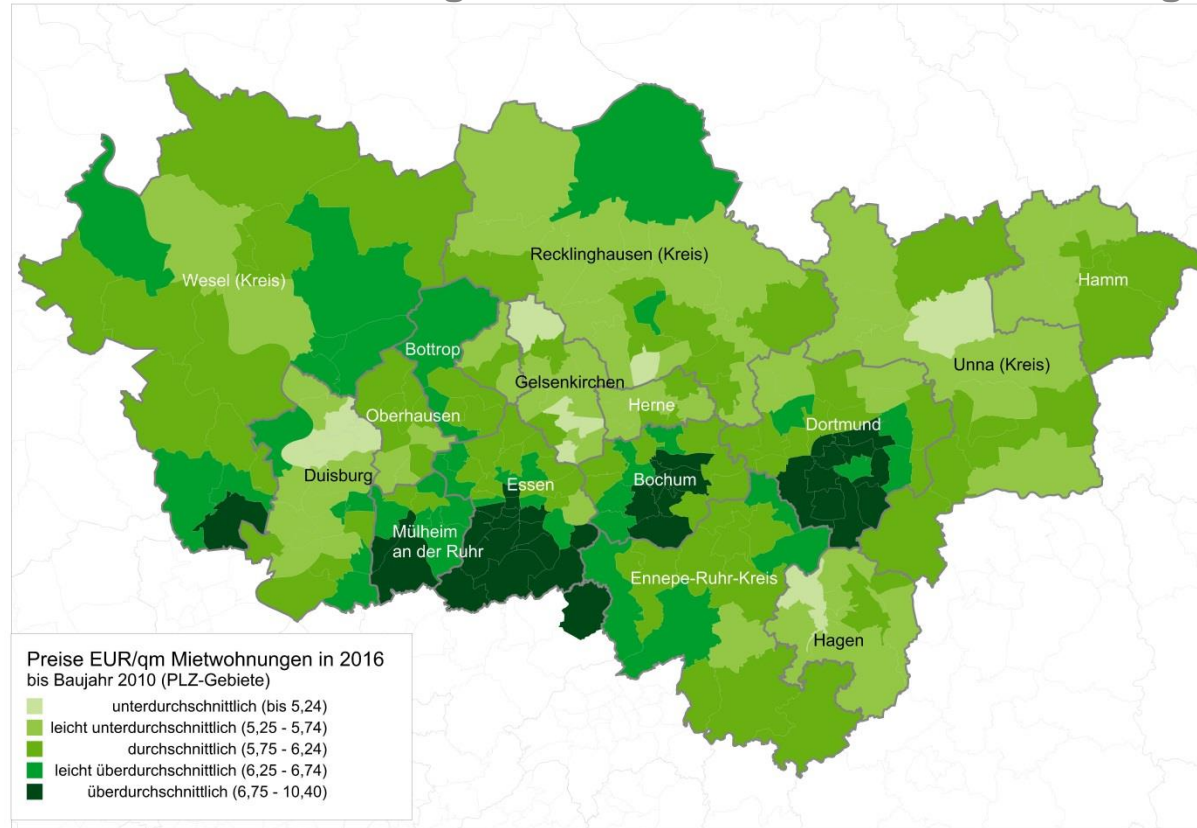 Recklinghausen (Kreis)
Wesel (Kreis)
Hamm
Bottrop
Unna (Kreis)
Gelsenkirchen
Oberhausen
Herne
Dortmund
Duisburg
Essen
Bochum
Mülheim
an der Ruhr
Ennepe-Ruhr-Kreis
Hagen
Preise EUR/qm Mietwohnungen in 2016
bis Baujahr 2010 (PLZ-Gebiete)
unterdurchschnittlich (bis 5,24)
leicht unterdurchschnittlich (5,25 - 5,74)
durchschnittlich (5,75 - 6,24)
leicht überdurchschnittlich (6,25 - 6,74)
überdurchschnittlich (6,75 - 10,40)